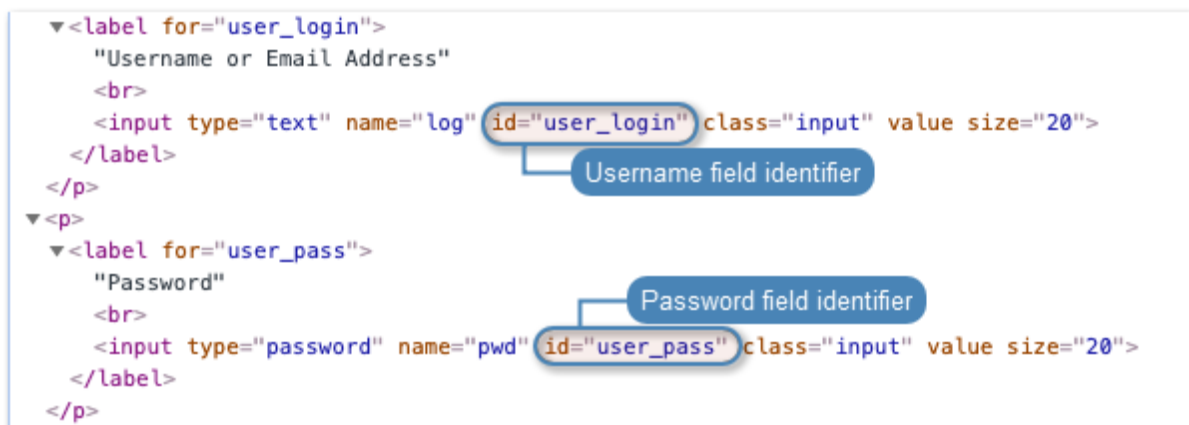 ▼<label for="user_login">
"Username or Email Address"
<br>
<input type="text" name="log" id="user_login" class="input" value size="20">
</label>
Username field identifier
</p>
▼<p>
▼<label for="user_pass">
"Password"
Password field identifier
<br>
<input type="password" name="pwd" id="user_pass" class="input" value size="20">
</label>
</p>